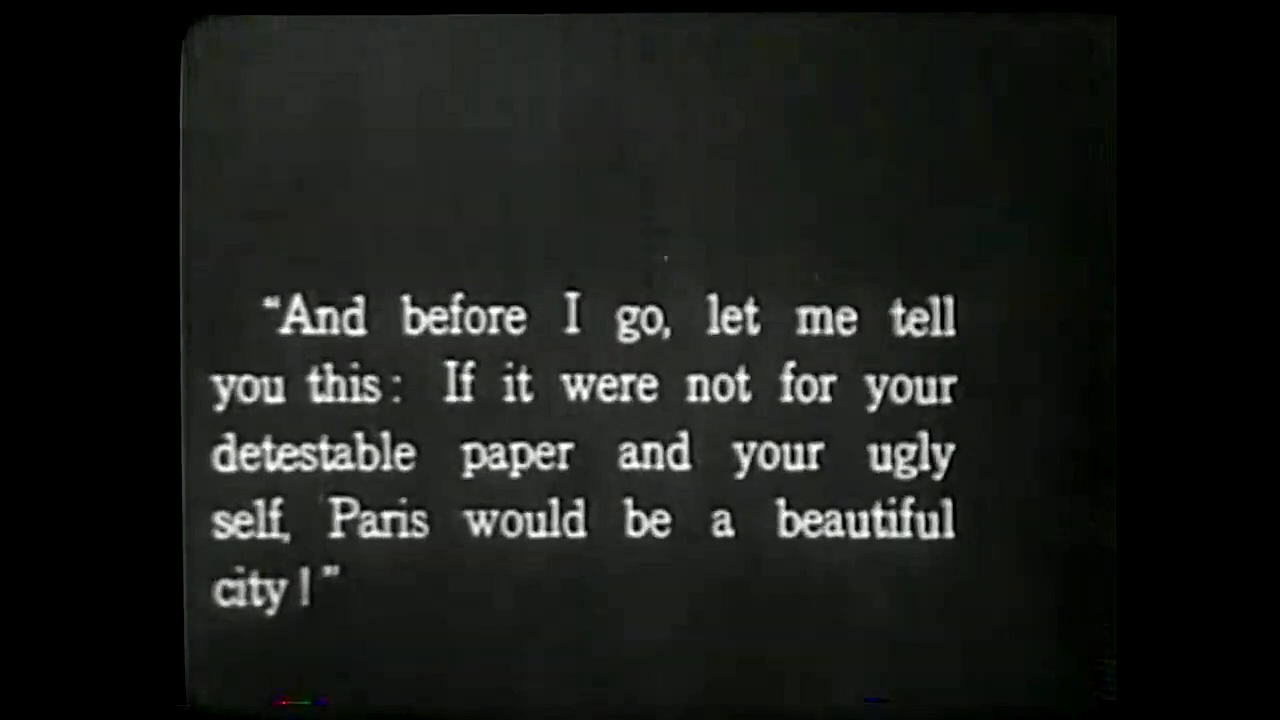 “And before I go, let me tell
you this: If it were not for your
detestable paper and your ugly
self, Paris would be a beautiful
city!”